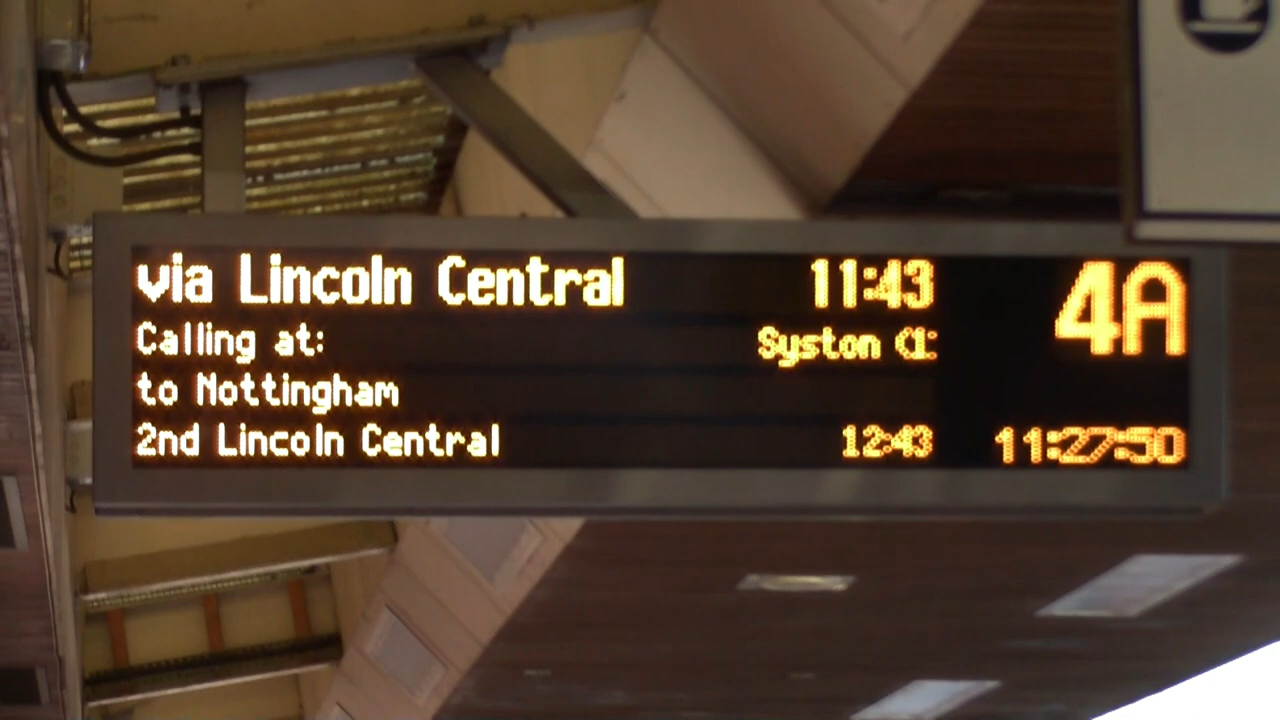 via Lincoln Central 11:43 4A
Calling at: Syston (1:
to Nottingham
2nd Lincoln Central 12:43 11:27:50